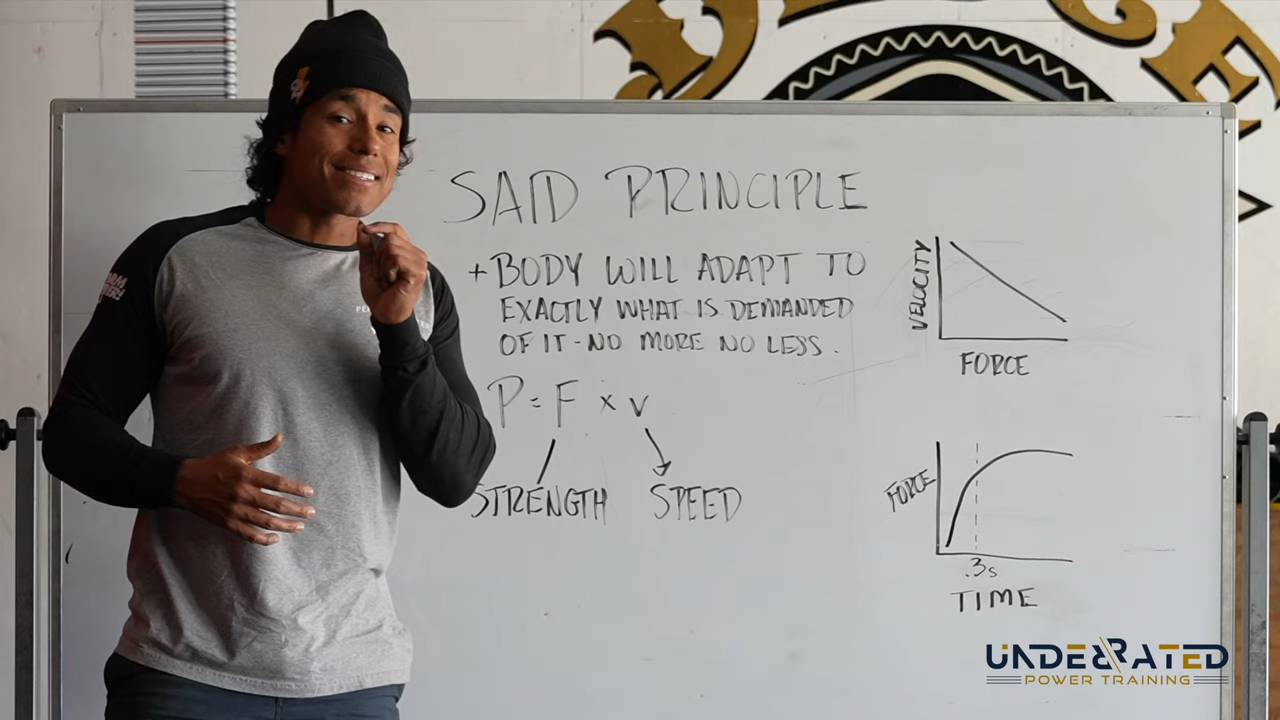 SAID PRINCIPLE
+ BODY WILL ADAPT TO
EXACTLY WHAT IS DEMANDED
OF IT - NO MORE NO LESS.
P = F x v
STRENGTH SPEED
VELOCITY
FORCE
FORCE
.3s
TIME
UNDERRATED
POWER TRAINING